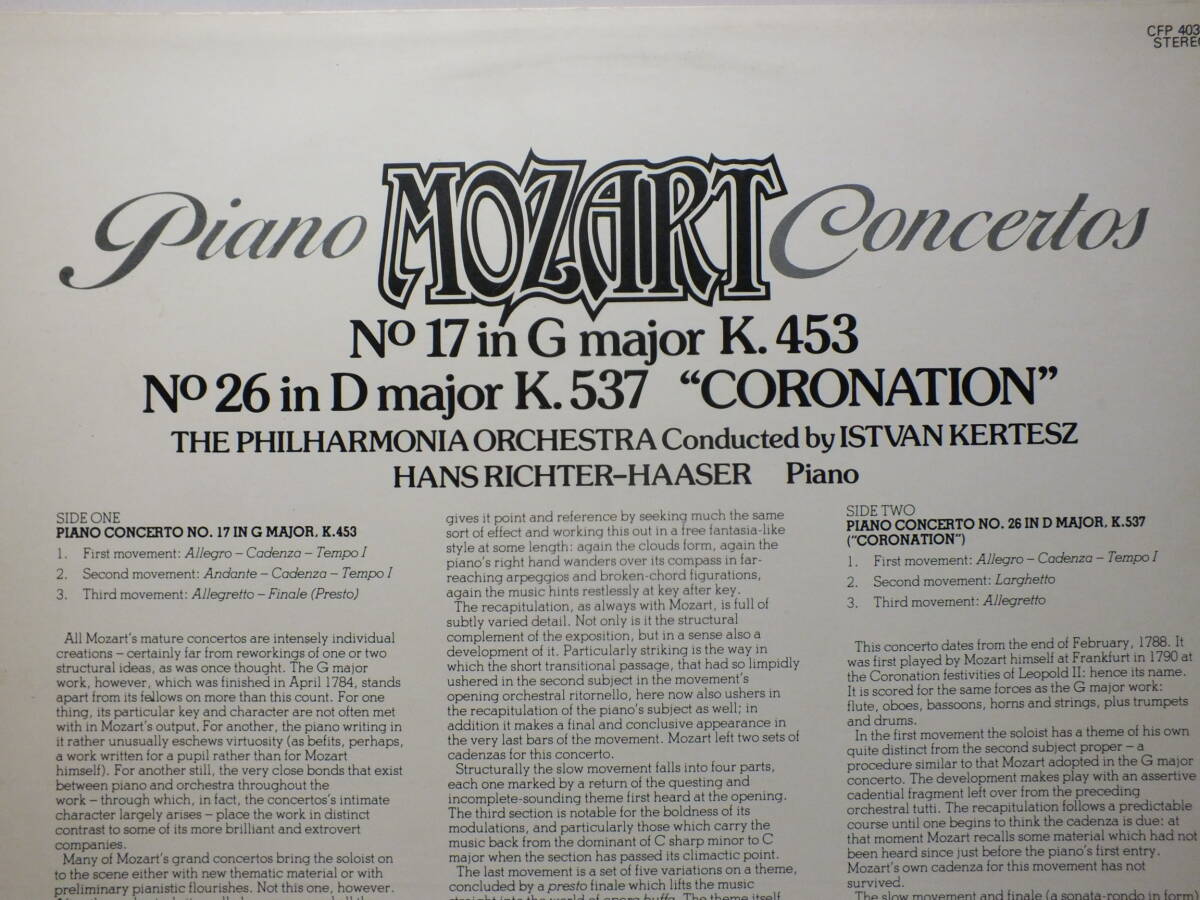 CFP 403
STEREO
Piano MOZART Concertos
No 17 in G major K. 453
No 26 in D major K. 537 “CORONATION”
THE PHILHARMONIA ORCHESTRA Conducted by ISTVAN KERTESZ
HANS RICHTER-HAASER Piano
SIDE ONE
PIANO CONCERTO NO. 17 IN G MAJOR, K.453
1. First movement: Allegro – Cadenza – Tempo I
2. Second movement: Andante – Cadenza – Tempo I
3. Third movement: Allegretto – Finale (Presto)
All Mozart's mature concertos are intensely individual
creations – certainly far from reworkings of one or two
structural ideas, as was once thought. The G major
work, however, which was finished in April 1784, stands
apart from its fellows on more than this count. For one
thing, its particular key and character are not often met
with in Mozart's output. For another, the piano writing in
it rather unusually eschews virtuosity (as befits, perhaps,
a work written for a pupil rather than for Mozart
himself). For another still, the very close bonds that exist
between piano and orchestra throughout the
work – through which, in fact, the concertos's intimate
character largely arises – place the work in distinct
contrast to some of its more brilliant and extrovert
companies.
Many of Mozart's grand concertos bring the soloist on
to the scene either with new thematic material or with
preliminary pianistic flourishes. Not this one, however.
gives it point and reference by seeking much the same
sort of effect and working this out in a free fantasia-like
style at some length: again the clouds form, again the
piano's right hand wanders over its compass in far-
reaching arpeggios and broken-chord figurations,
again the music hints restlessly at key after key.
The recapitulation, as always with Mozart, is full of
subtly varied detail. Not only is it the structural
complement of the exposition, but in a sense also a
development of it. Particularly striking is the way in
which the short transitional passage, that had so limpidly
ushered in the second subject in the movement's
opening orchestral ritornello, here now also ushers in
the recapitulation of the piano's subject as well; in
addition it makes a final and conclusive appearance in
the very last bars of the movement. Mozart left two sets of
cadenzas for this concerto.
Structurally the slow movement falls into four parts,
each one marked by a return of the questing and
incomplete-sounding theme first heard at the opening.
The third section is notable for the boldness of its
modulations, and particularly those which carry the
music back from the dominant of C sharp minor to C
major when the section has passed its climactic point.
The last movement is a set of five variations on a theme,
concluded by a presto finale which lifts the music
straight into the world of opera buffa. The theme itself
SIDE TWO
PIANO CONCERTO NO. 26 IN D MAJOR, K.537
(“CORONATION”)
1. First movement: Allegro – Cadenza – Tempo I
2. Second movement: Larghetto
3. Third movement: Allegretto
This concerto dates from the end of February, 1788. It
was first played by Mozart himself at Frankfurt in 1790 at
the Coronation festivities of Leopold II: hence its name.
It is scored for the same forces as the G major work:
flute, oboes, bassoons, horns and strings, plus trumpets
and drums.
In the first movement the soloist has a theme of his own
quite distinct from the second subject proper – a
procedure similar to that Mozart adopted in the G major
concerto. The development makes play with an assertive
cadential fragment left over from the preceding
orchestral tutti. The recapitulation follows a predictable
course until one begins to think the cadenza is due: at
that moment Mozart recalls some material which had not
been heard since just before the piano's first entry.
Mozart's own cadenza for this movement has not
survived.
The slow movement and finale (a sonata-rondo in form)